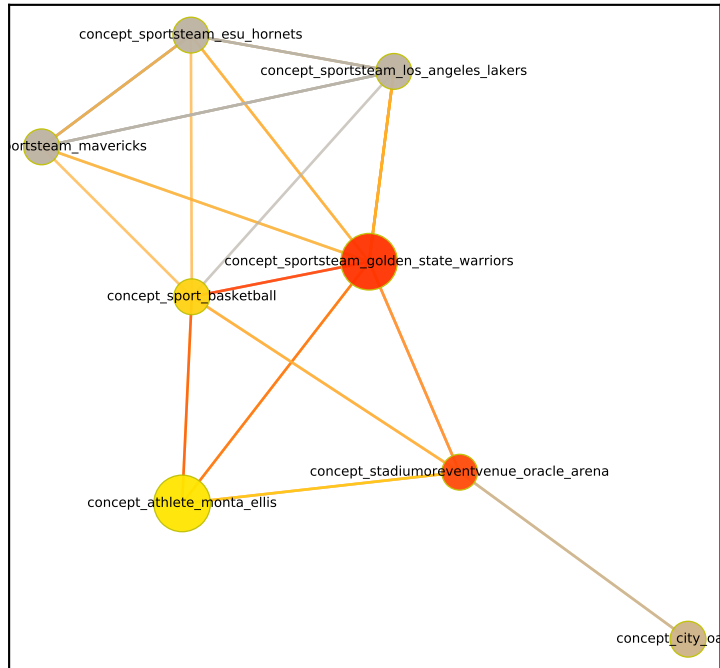 concept_sportsteam_esu_hornets
concept_sportsteam_los_angeles_lakers
ortsteam_mavericks
concept_sportsteam_golden_state_warriors
concept_sport_basketball
concept_stadiumoreventvenue_oracle_arena
concept_athlete_monta_ellis
concept_city_oa